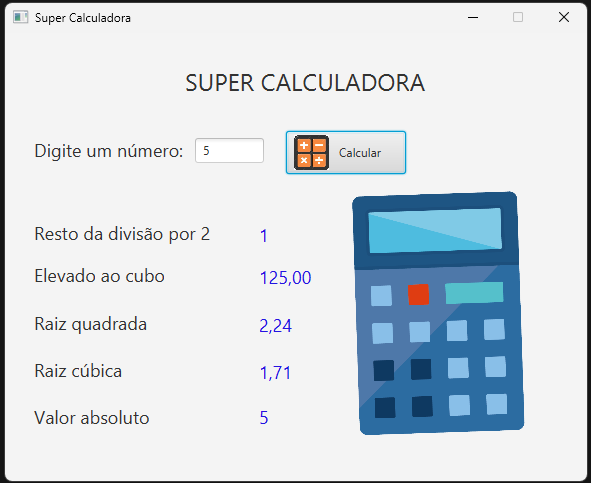 Super Calculadora
SUPER CALCULADORA
Digite um número: 5 Calcular
Resto da divisão por 2 1
Elevado ao cubo 125,00
Raiz quadrada 2,24
Raiz cúbica 1,71
Valor absoluto 5